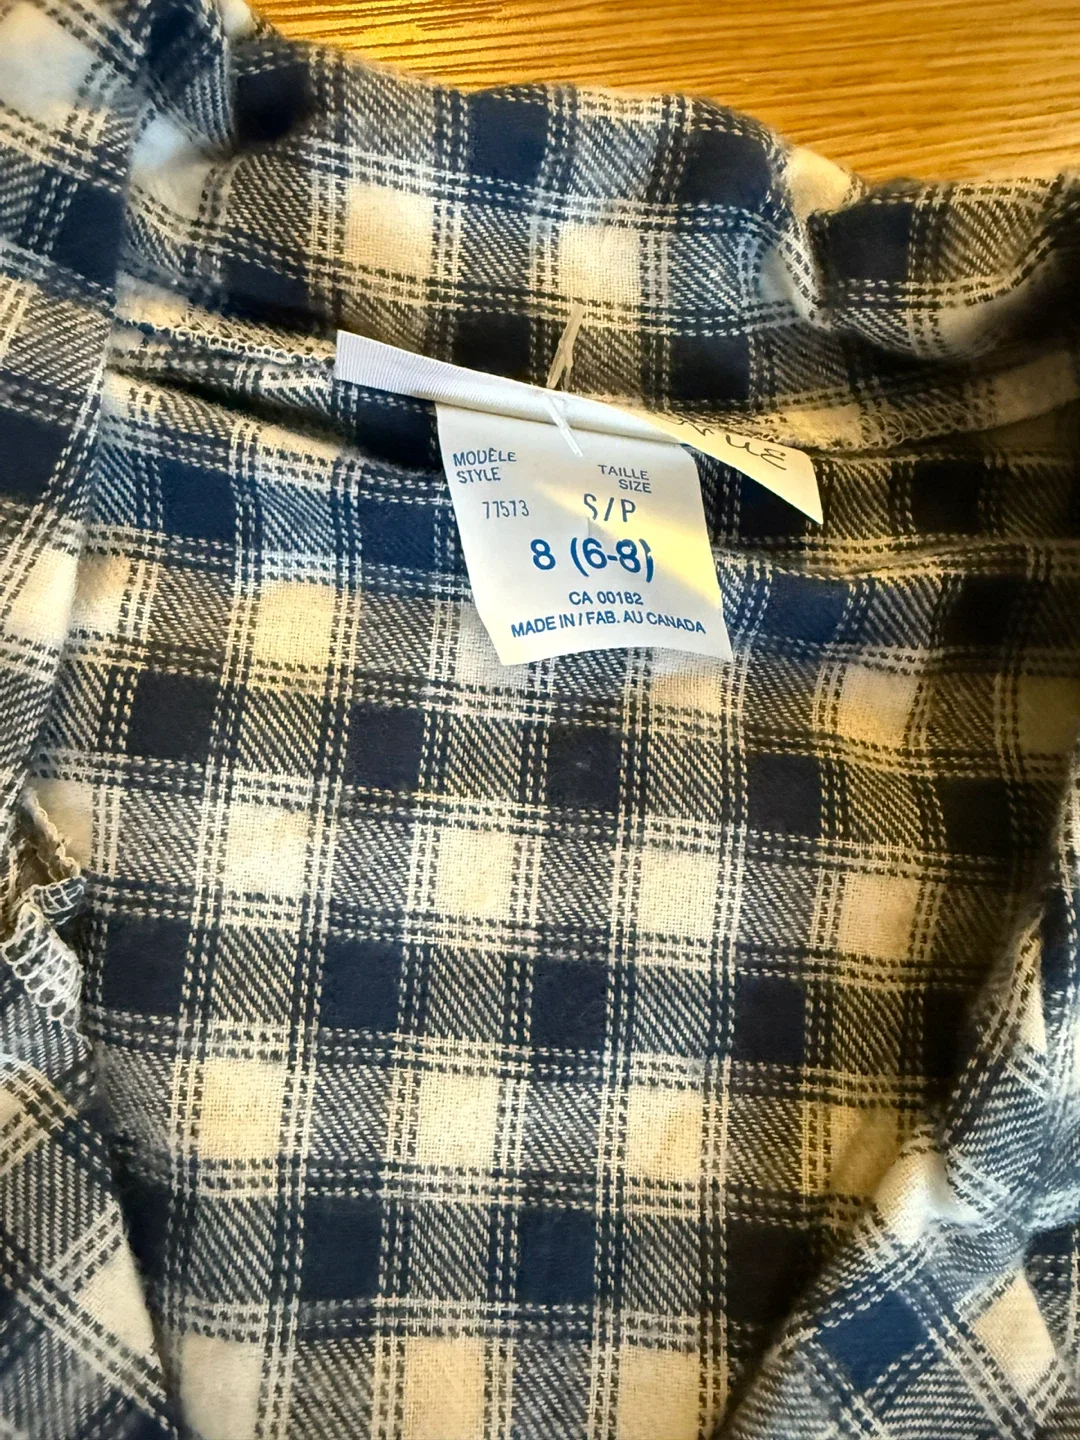 MODÈLE
STYLE
TAILLE
SIZE
77573
S/P
8 (6-8)
CA 00182
MADE IN / FAB. AU CANADA